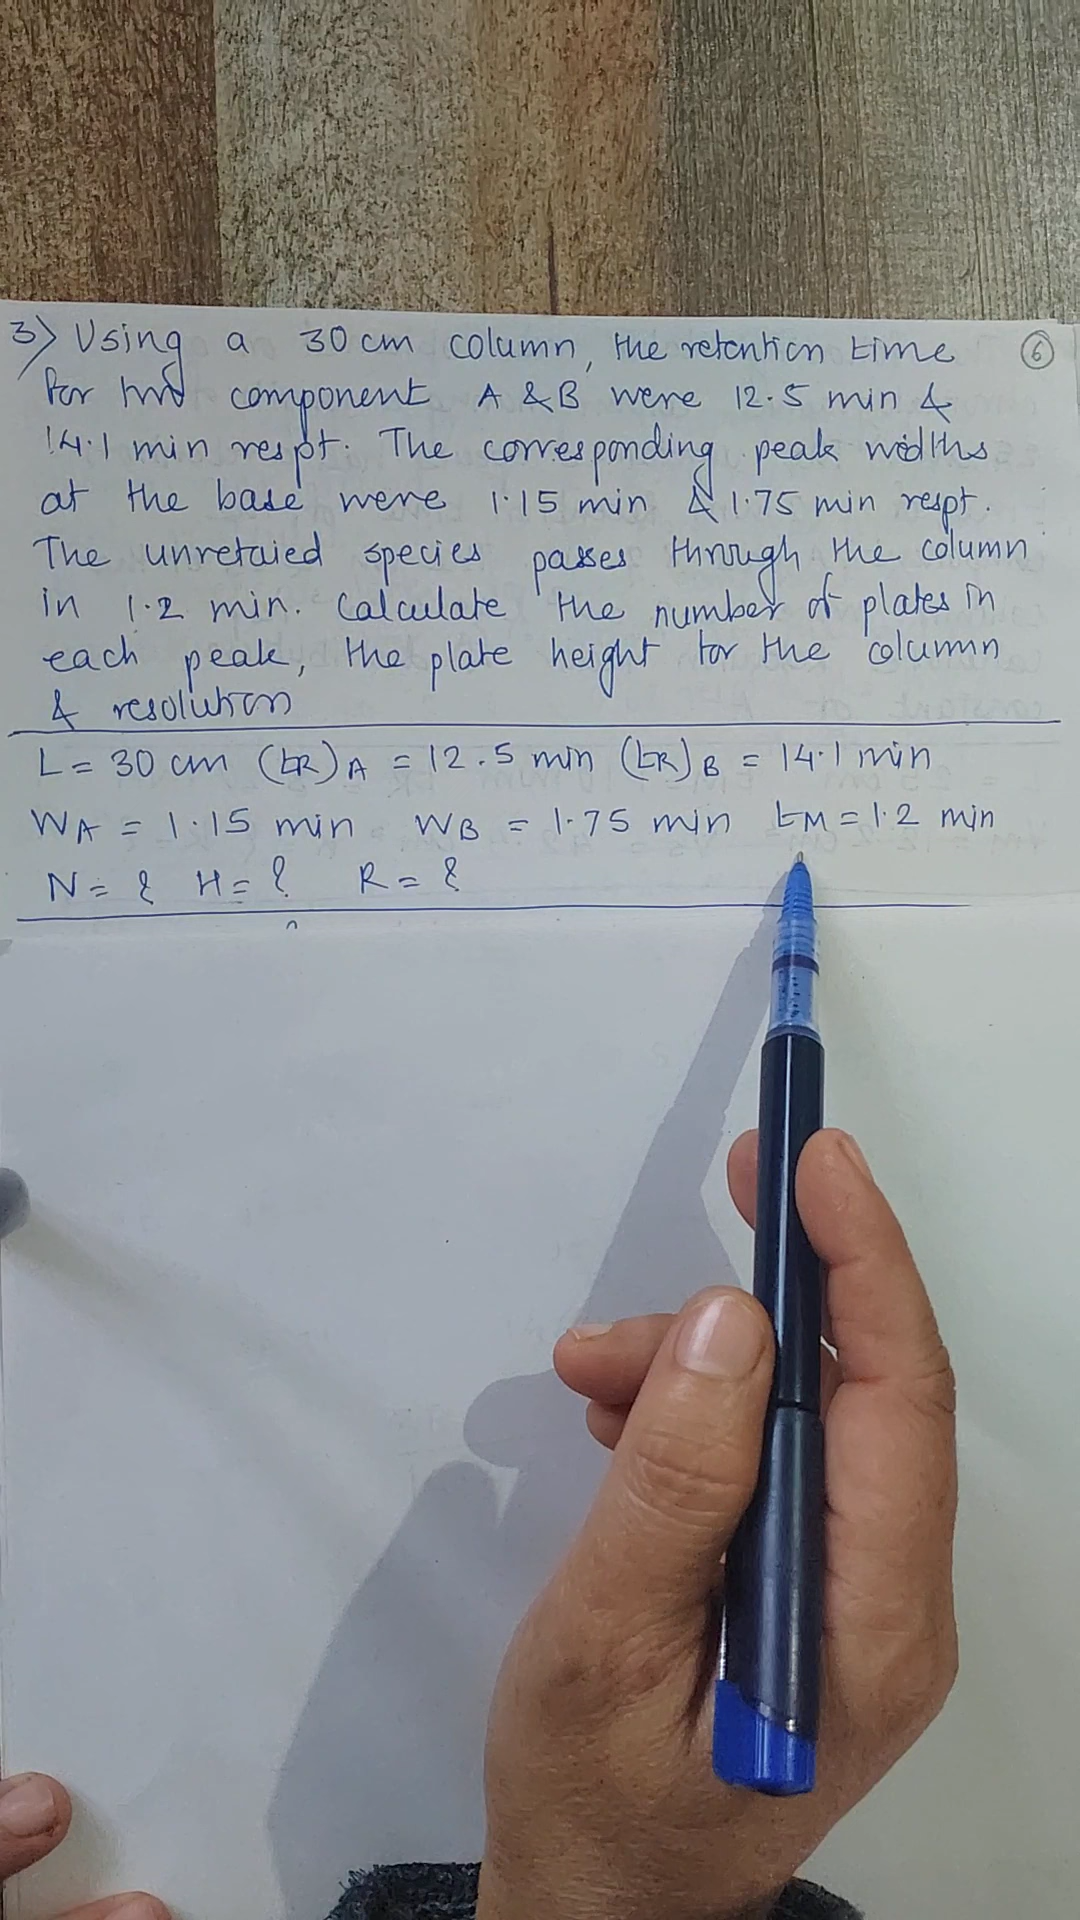 3) Using a 30 cm column, the retention time ⑥
for two component A & B were 12.5 min &
14.1 min respt. The corresponding peak widths
at the base were 1.15 min & 1.75 min respt.
The unretaied species passes through the column
in 1.2 min. Calculate the number of plates in
each peak, the plate height for the column
& resolution
L = 30 cm (tR)A = 12.5 min (tR)B = 14.1 min
WA = 1.15 min WB = 1.75 min tM = 1.2 min
N = ? H = ? R = ?